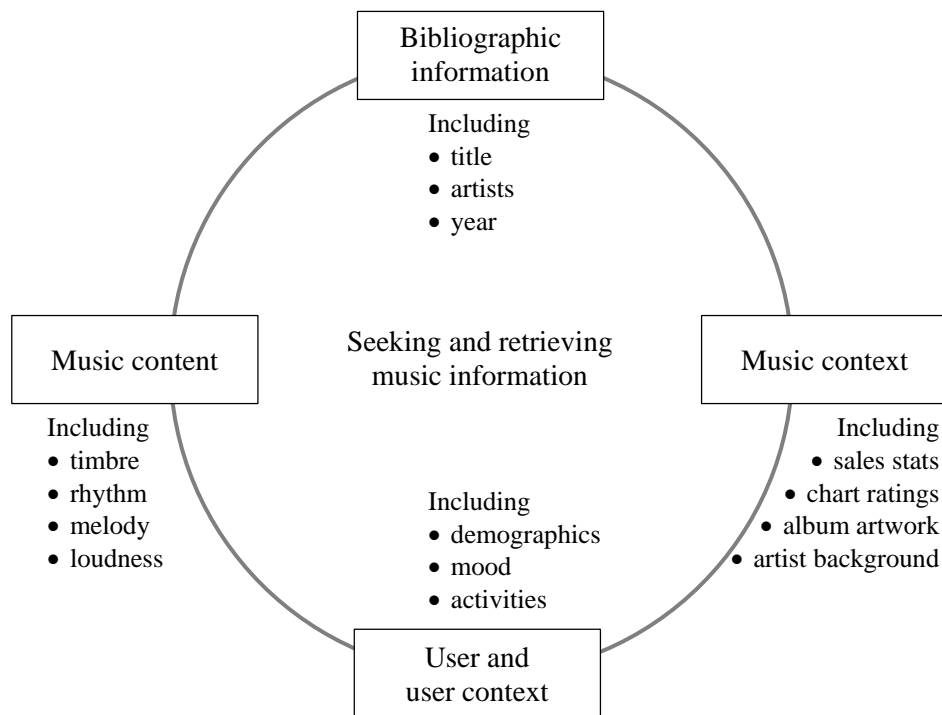 Bibliographic
information
Including
• title
• artists
• year
Music content
Including
• timbre
• rhythm
• melody
• loudness
Seeking and retrieving
music information
Music context
Including
• sales stats
• chart ratings
• album artwork
• artist background
Including
• demographics
• mood
• activities
User and
user context